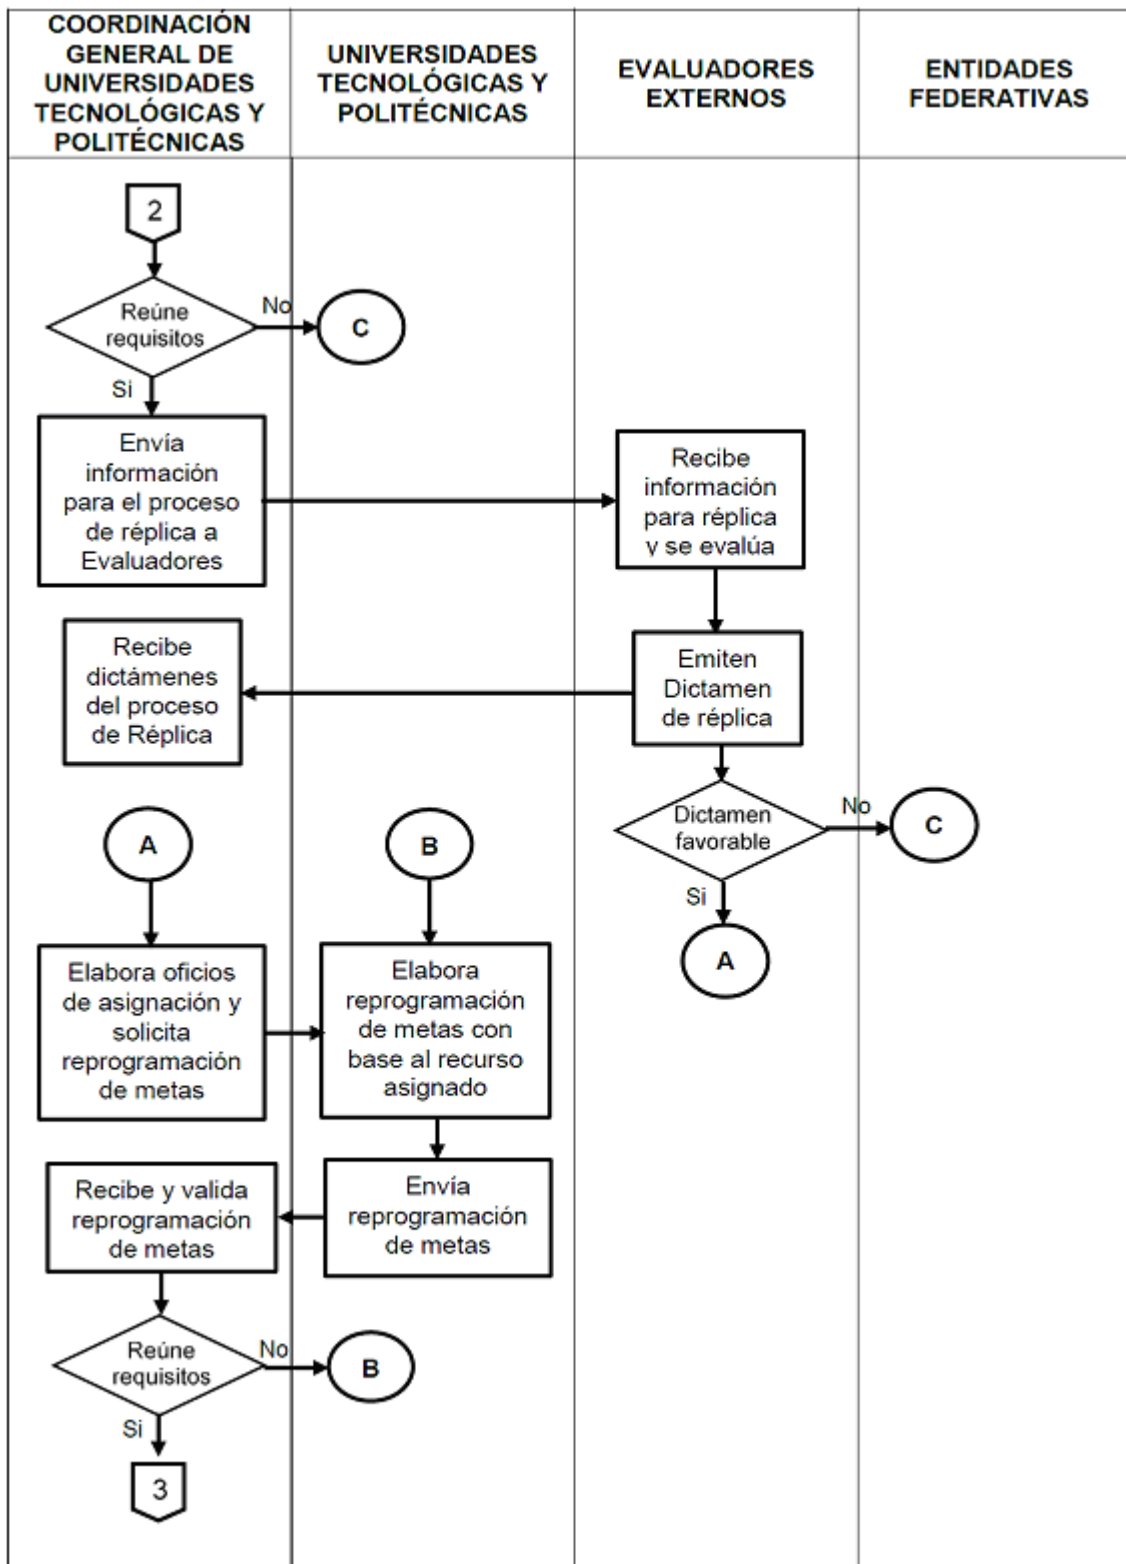 COORDINACIÓN
GENERAL DE
UNIVERSIDADES
TECNOLÓGICAS Y
POLITÉCNICAS
UNIVERSIDADES
TECNOLÓGICAS Y
POLITÉCNICAS
EVALUADORES
EXTERNOS
ENTIDADES
FEDERATIVAS
2
Reúne
requisitos
No
C
Si
Envía
información
para el proceso
de réplica a
Evaluadores
Recibe
información
para réplica
y se evalúa
Recibe
dictámenes
del proceso
de Réplica
Emiten
Dictamen
de réplica
Dictamen
favorable
No
C
Si
A
A
B
Elabora oficios
de asignación y
solicita
reprogramación
de metas
Elabora
reprogramación
de metas con
base al recurso
asignado
Recibe y valida
reprogramación
de metas
Envía
reprogramación
de metas
Reúne
requisitos
No
B
Si
3